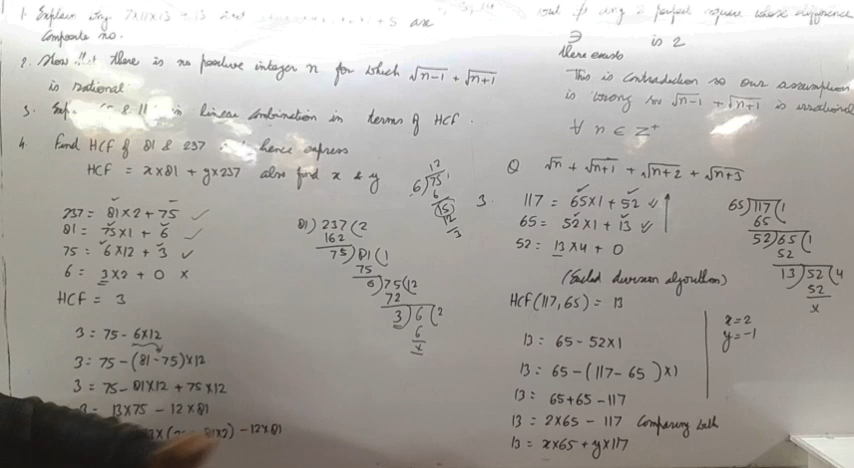 1. Explain why 7x11x13 + 13 and + 5 are
Composite no.
2. Show that there is no positive integer n for which √n-1 + √n+1
is rational
3. & 117 in linear combination in terms of HCF.
4. Find HCF of 81 & 237 hence express
HCF = x×81 + y×237 also find x & y
237 = 81×2 + 75 ✓
81 = 75×1 + 6 ✓
75 = 6×12 + 3 ✓
6 = 3×2 + 0 ×
HCF = 3
3 = 75 - 6×12
3 = 75 - (81-75)×12
3 = 75 - 81×12 + 75×12
3 = 13×75 - 12×81
81×2) - 12×81
12
6)75(
6
15
12
3
81)237(2
162
75)81(1
75
6)75(12
72
3)6(2
6
x
any 2 perfect square whose difference
∋ is 2
there exists
This is contradiction so our assumption
is wrong so √n-1 + √n+1 is irrational
∀ n ∈ Z⁺
Q √n + √n+1 + √n+2 + √n+3
3. 117 = 65×1 + 52 ✓
65 = 52×1 + 13 ✓
52 = 13×4 + 0
(Euclid division algorithm)
HCF(117,65) = 13
13 = 65 - 52×1
13 = 65 - (117-65)×1
13 = 65+65-117
13 = 2×65 - 117 Comparing both
13 = x×65 + y×117
65)117(1
65
52)65(1
52
13)52(4
52
x
x=2
y=-1